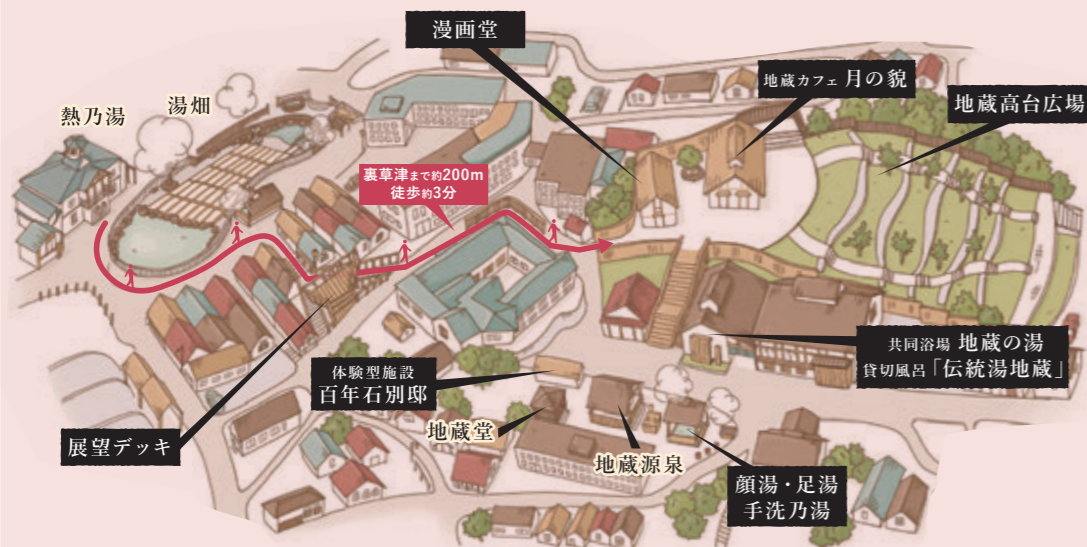 漫画堂
地蔵カフェ 月の貌
地蔵高台広場
湯畑
熱乃湯
裏草津まで約200m
徒歩約3分
共同浴場 地蔵の湯
貸切風呂「伝統湯地蔵」
体験型施設
百年石別邸
地蔵堂
展望デッキ
地蔵源泉
顔湯・足湯
手洗乃湯